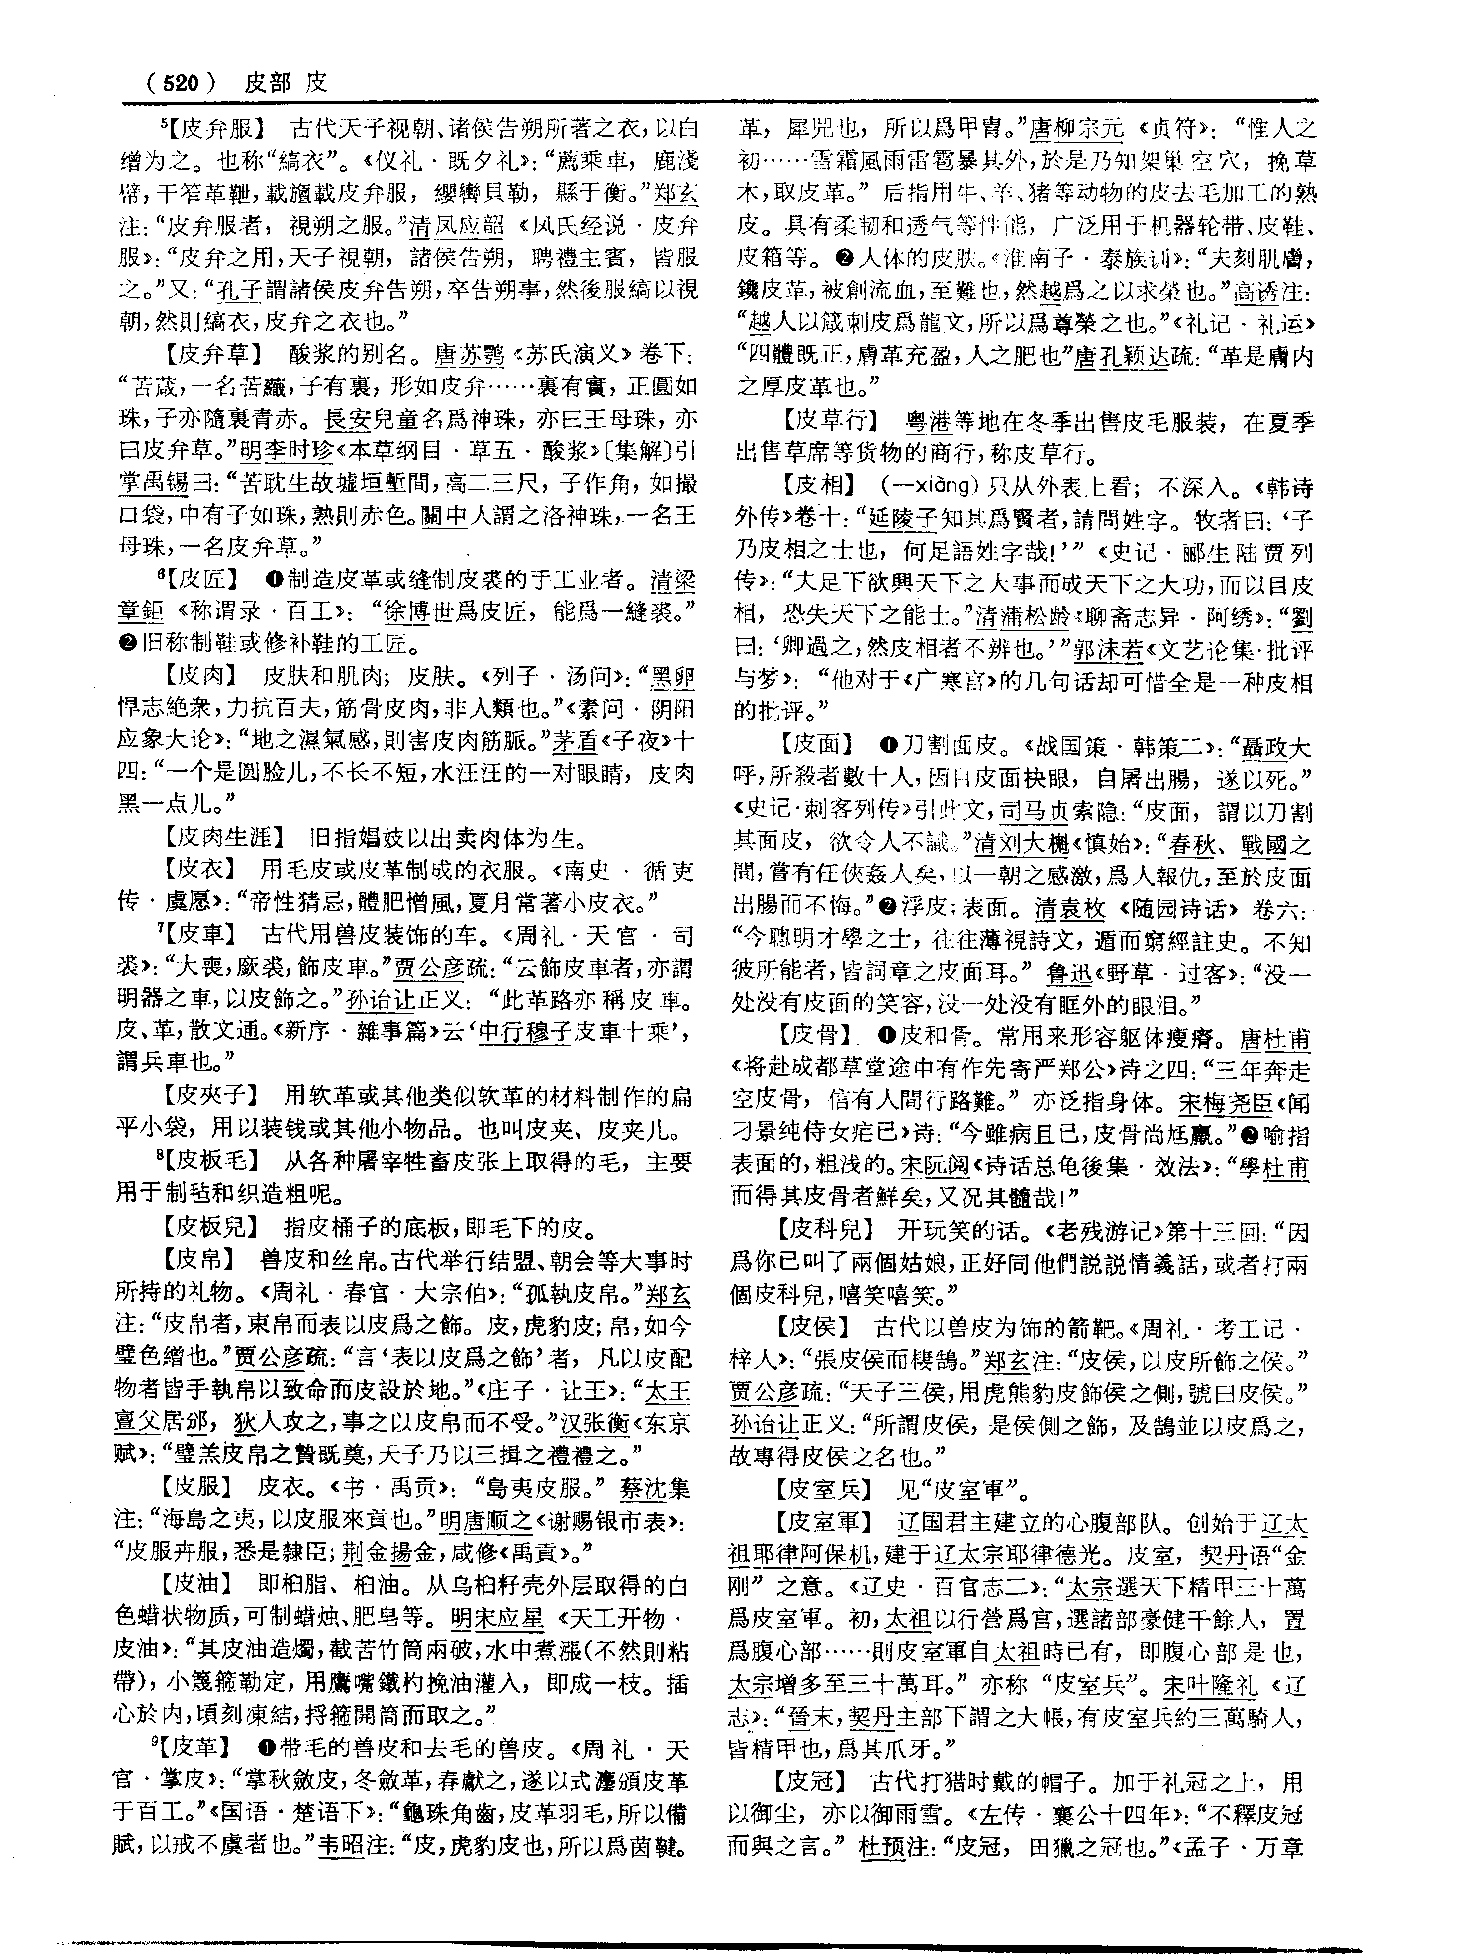 （520） 皮部 皮
⁵【皮弁服】 古代天子视朝、诸侯告朔所著之衣，以白
缯为之。也称“縞衣”。《仪礼·既夕礼》：“薦乘車，鹿淺
幦，干笮革靾，載旜載皮弁服，纓轡貝勒，縣于衡。”郑玄
注：“皮弁服者，視朔之服。”清凤应韶《凤氏经说·皮弁
服》：“皮弁之用，天子視朝，諸侯告朔，聘禮主賓，皆服
之。”又：“孔子謂諸侯皮弁告朔，卒告朔事，然後服縞以視
朝，然則縞衣，皮弁之衣也。”
【皮弁草】 酸浆的别名。唐苏鹗《苏氏演义》卷下：
“苦葴，一名苦蘵，子有裏，形如皮弁……裏有實，正圓如
珠，子亦隨裏青赤。長安兒童名爲神珠，亦曰王母珠，亦
曰皮弁草。”明李时珍《本草纲目·草五·酸浆》〔集解〕引
掌禹锡曰：“苦耽生故墟垣塹間，高二三尺，子作角，如撮
口袋，中有子如珠，熟則赤色。關中人謂之洛神珠，一名王
母珠，一名皮弁草。”
⁶【皮匠】 ❶制造皮革或缝制皮裘的手工业者。清梁
章鉅《称谓录·百工》：“徐博世爲皮匠，能爲一縫裘。”
❷旧称制鞋或修补鞋的工匠。
【皮肉】 皮肤和肌肉；皮肤。《列子·汤问》：“黑卵
悍志絶衆，力抗百夫，筋骨皮肉，非人類也。”《素问·阴阳
应象大论》：“地之濕氣感，則害皮肉筋脈。”茅盾《子夜》十
四：“一个是圆脸儿，不长不短，水汪汪的一对眼睛，皮肉
黑一点儿。”
【皮肉生涯】 旧指娼妓以出卖肉体为生。
【皮衣】 用毛皮或皮革制成的衣服。《南史·循吏
传·虞愿》：“帝性猜忌，體肥憎風，夏月常著小皮衣。”
⁷【皮車】 古代用兽皮装饰的车。《周礼·天官·司
裘》：“大喪，廞裘，飾皮車。”贾公彦疏：“云飾皮車者，亦謂
明器之車，以皮飾之。”孙诒让正义：“此革路亦稱皮車。
皮、革，散文通。《新序·雜事篇》云‘中行穆子皮車十乘’，
謂兵車也。”
【皮夾子】 用软革或其他类似软革的材料制作的扁
平小袋，用以装钱或其他小物品。也叫皮夹、皮夹儿。
⁸【皮板毛】 从各种屠宰牲畜皮张上取得的毛，主要
用于制毡和织造粗呢。
【皮板兒】 指皮桶子的底板，即毛下的皮。
【皮帛】 兽皮和丝帛。古代举行结盟、朝会等大事时
所持的礼物。《周礼·春官·大宗伯》：“孤執皮帛。”郑玄
注：“皮帛者，束帛而表以皮爲之飾。皮，虎豹皮；帛，如今
璧色繒也。”贾公彦疏：“言‘表以皮爲之飾’者，凡以皮配
物者皆手執帛以致命而皮設於地。”《庄子·让王》：“太王
亶父居邠，狄人攻之，事之以皮帛而不受。”汉张衡《东京
赋》：“璧羔皮帛之贄既奠，天子乃以三揖之禮禮之。”
【皮服】 皮衣。《书·禹贡》：“島夷皮服。”蔡沈集
注：“海島之夷，以皮服來貢也。”明唐顺之《谢赐银币表》：
“皮服卉服，悉是隸臣；荆金揚金，咸修《禹貢》。”
【皮油】 即桕脂、桕油。从乌桕籽壳外层取得的白
色蜡状物质，可制蜡烛、肥皂等。明宋应星《天工开物·
皮油》：“其皮油造燭，截苦竹筒兩破，水中煮漲（不然則粘
帶），小篾箍勒定，用鷹嘴鐵杓挽油灌入，即成一枝。插
心於内，頃刻凍結，捋箍開筒而取之。”
⁹【皮革】 ❶带毛的兽皮和去毛的兽皮。《周礼·天
官·掌皮》：“掌秋斂皮，冬斂革，春獻之，遂以式灋頒皮革
于百工。”《国语·楚语下》：“龜珠角齒，皮革羽毛，所以備
賦，以戒不虞者也。”韦昭注：“皮，虎豹皮也，所以爲茵鞬。
革，犀兕也，所以爲甲胄。”唐柳宗元《贞符》：“惟人之
初……雪霜風雨雷雹暴其外，於是乃知架巢空穴，挽草
木，取皮革。”后指用牛、羊、猪等动物的皮去毛加工的熟
皮。具有柔韧和透气等性能，广泛用于机器轮带、皮鞋、
皮箱等。❷人体的皮肤。《淮南子·泰族训》：“夫刻肌膚，
鑱皮革，被創流血，至難也，然越爲之以求榮也。”高诱注：
“越人以箴刺皮爲龍文，所以爲尊榮之也。”《礼记·礼运》
“四體既正，膚革充盈，人之肥也”唐孔颖达疏：“革是膚内
之厚皮革也。”
【皮草行】 粤港等地在冬季出售皮毛服装，在夏季
出售草席等货物的商行，称皮草行。
【皮相】 （—xiàng）只从外表上看；不深入。《韩诗
外传》卷十：“延陵子知其爲賢者，請問姓字。牧者曰：‘子
乃皮相之士也，何足語姓字哉！’”《史记·郦生陆贾列
传》：“夫足下欲興天下之大事而成天下之大功，而以目皮
相，恐失天下之能士。”清蒲松龄《聊斋志异·阿绣》：“劉
曰：‘卿過之，然皮相者不辨也。’”郭沫若《文艺论集·批评
与梦》：“他对于《广寒宫》的几句话却可惜全是一种皮相
的批评。”
【皮面】 ❶刀割面皮。《战国策·韩策二》：“聶政大
呼，所殺者數十人，因自皮面抉眼，自屠出腸，遂以死。”
《史记·刺客列传》引此文，司马贞索隐：“皮面，謂以刀割
其面皮，欲令人不識。”清刘大櫆《慎始》：“春秋、戰國之
間，嘗有任俠姦人矣，以一朝之感激，爲人報仇，至於皮面
出腸而不悔。”❷浮皮；表面。清袁枚《随园诗话》卷六：
“今聰明才學之士，往往薄視詩文，遁而窮經註史。不知
彼所能者，皆詞章之皮面耳。”鲁迅《野草·过客》：“没一
处没有皮面的笑容，没一处没有眶外的眼泪。”
【皮骨】 ❶皮和骨。常用来形容躯体瘦瘠。唐杜甫
《将赴成都草堂途中有作先寄严郑公》诗之四：“三年奔走
空皮骨，信有人間行路難。”亦泛指身体。宋梅尧臣《闻
刁景纯侍女疟已》诗：“今雖病且已，皮骨尚尪羸。”❷喻指
表面的，粗浅的。宋阮阅《诗话总龟後集·效法》：“學杜甫
而得其皮骨者鮮矣，又况其髓哉！”
【皮科兒】 开玩笑的话。《老残游记》第十三回：“因
爲你已叫了兩個姑娘，正好同他們説説情義話，或者打兩
個皮科兒，嘻笑嘻笑。”
【皮侯】 古代以兽皮为饰的箭靶。《周礼·考工记·
梓人》：“張皮侯而棲鵠。”郑玄注：“皮侯，以皮所飾之侯。”
贾公彦疏：“天子三侯，用虎熊豹皮飾侯之側，號曰皮侯。”
孙诒让正义：“所謂皮侯，是侯側之飾，及鵠並以皮爲之，
故專得皮侯之名也。”
【皮室兵】 见“皮室軍”。
【皮室軍】 辽国君主建立的心腹部队。创始于辽太
祖耶律阿保机，建于辽太宗耶律德光。皮室，契丹语“金
刚”之意。《辽史·百官志二》：“太宗選天下精甲三十萬
爲皮室軍。初，太祖以行營爲宫，選諸部豪健千餘人，置
爲腹心部……則皮室軍自太祖時已有，即腹心部是也，
太宗增多至三十萬耳。”亦称“皮室兵”。宋叶隆礼《辽
志》：“晉末，契丹主部下謂之大帳，有皮室兵約三萬騎人，
皆精甲也，爲其爪牙。”
【皮冠】 古代打猎时戴的帽子。加于礼冠之上，用
以御尘，亦以御雨雪。《左传·襄公十四年》：“不釋皮冠
而與之言。”杜预注：“皮冠，田獵之冠也。”《孟子·万章